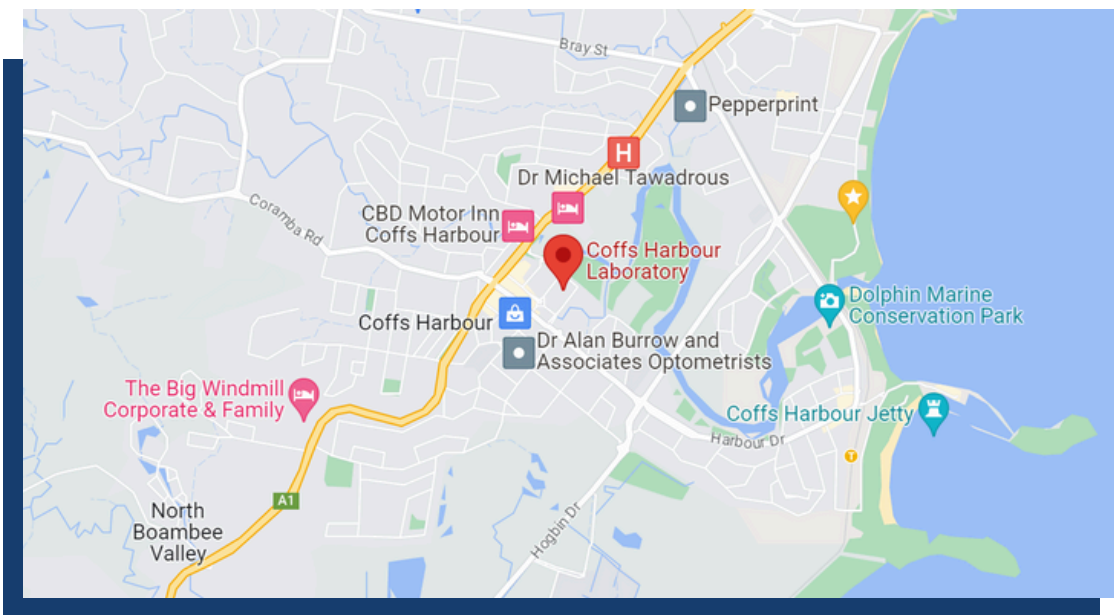 Bray St
Pepperprint
H
Dr Michael Tawadrous
Coramba Rd
CBD Motor Inn
Coffs Harbour
Coffs Harbour
Laboratory
Dolphin Marine
Conservation Park
Coffs Harbour
Dr Alan Burrow and
Associates Optometrists
The Big Windmill
Corporate & Family
Coffs Harbour Jetty
Harbour Dr
T
A1
North
Boambee
Valley
Hogbin Dr